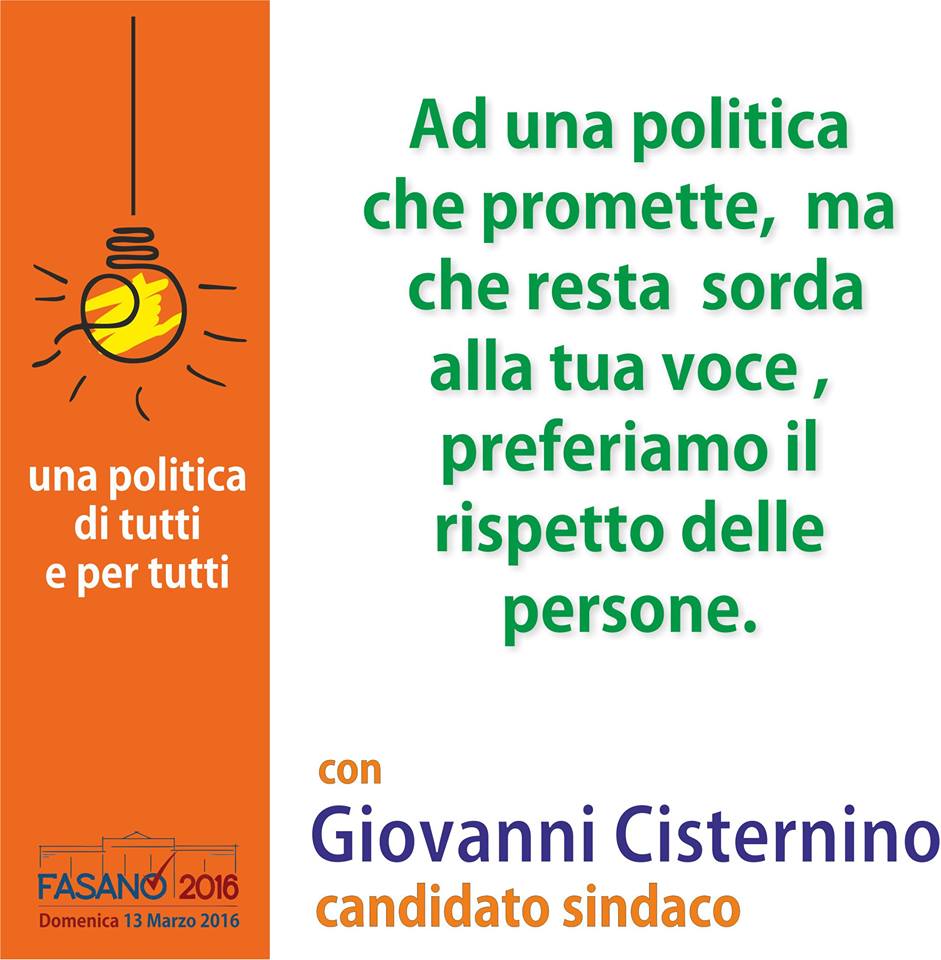 una politica
di tutti
e per tutti
FASANO 2016
Domenica 13 Marzo 2016
Ad una politica
che promette, ma
che resta sorda
alla tua voce ,
preferiamo il
rispetto delle
persone.
con
Giovanni Cisternino
candidato sindaco